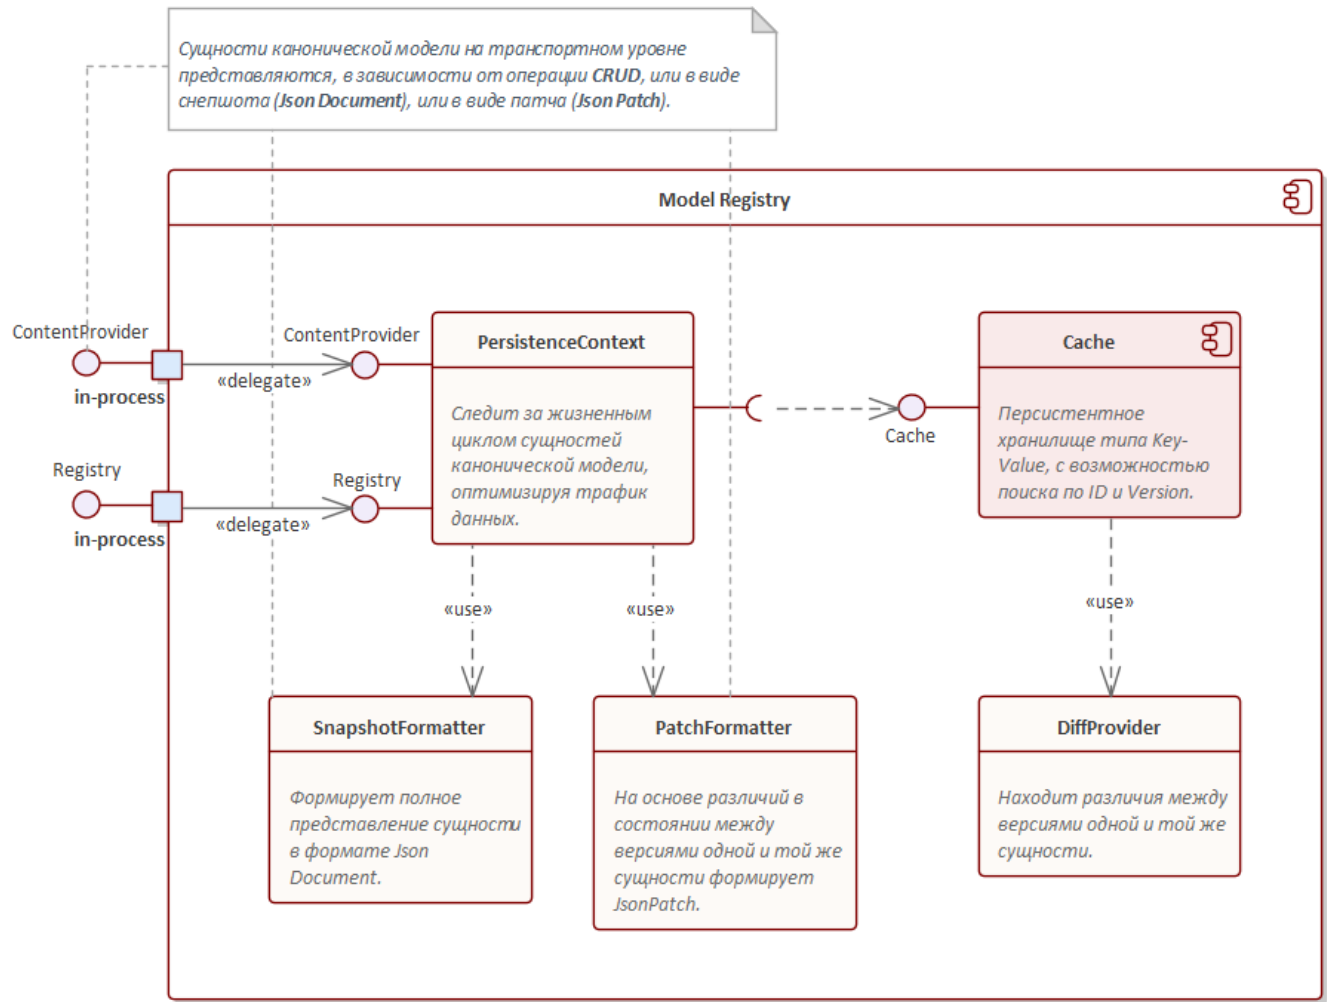 Сущности канонической модели на транспортном уровне
представляются, в зависимости от операции CRUD, или в виде
снепшота (Json Document), или в виде патча (Json Patch).
Model Registry
ContentProvider
in-process
«delegate»
ContentProvider
Registry
in-process
«delegate»
Registry
PersistenceContext
Следит за жизненным
циклом сущностей
канонической модели,
оптимизируя трафик
данных.
Cache
Cache
Персистентное
хранилище типа Key-
Value, с возможностью
поиска по ID и Version.
«use»
«use»
«use»
SnapshotFormatter
Формирует полное
представление сущности
в формате Json
Document.
PatchFormatter
На основе различий в
состоянии между
версиями одной и той же
сущности формирует
JsonPatch.
DiffProvider
Находит различия между
версиями одной и той же
сущности.